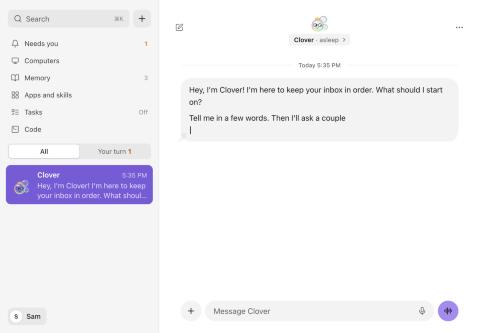 Search
⌘K
Needs you 1
Computers
Memory 3
Apps and skills
Tasks Off
Code
All
Your turn 1
Clover 5:35 PM
Hey, I'm Clover! I'm here to keep
your inbox in order. What shoul...
S Sam
Clover · asleep >
Today 5:35 PM
Hey, I'm Clover! I'm here to keep your inbox in order. What should I start
on?
Tell me in a few words. Then I'll ask a couple
Message Clover